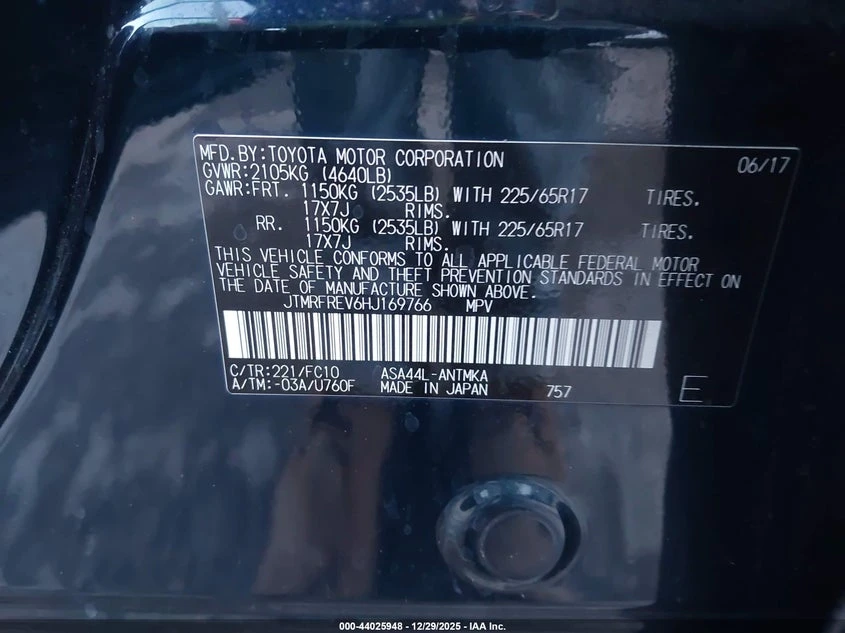 MFD.BY:TOYOTA MOTOR CORPORATION 06/17
GVWR:2105KG (4640LB)
GAWR:FRT. 1150KG (2535LB) WITH 225/65R17 TIRES.
17X7J RIMS.
RR. 1150KG (2535LB) WITH 225/65R17 TIRES.
17X7J RIMS.
THIS VEHICLE CONFORMS TO ALL APPLICABLE FEDERAL MOTOR
VEHICLE SAFETY AND THEFT PREVENTION STANDARDS IN EFFECT ON
THE DATE OF MANUFACTURE SHOWN ABOVE.
JTMRFREV6HJ169766 MPV
C/TR:221/FC10 ASA44L-ANTMKA
A/TM:-03A/U760F MADE IN JAPAN 757 E
000-44025948 - 12/29/2025 - IAA Inc.